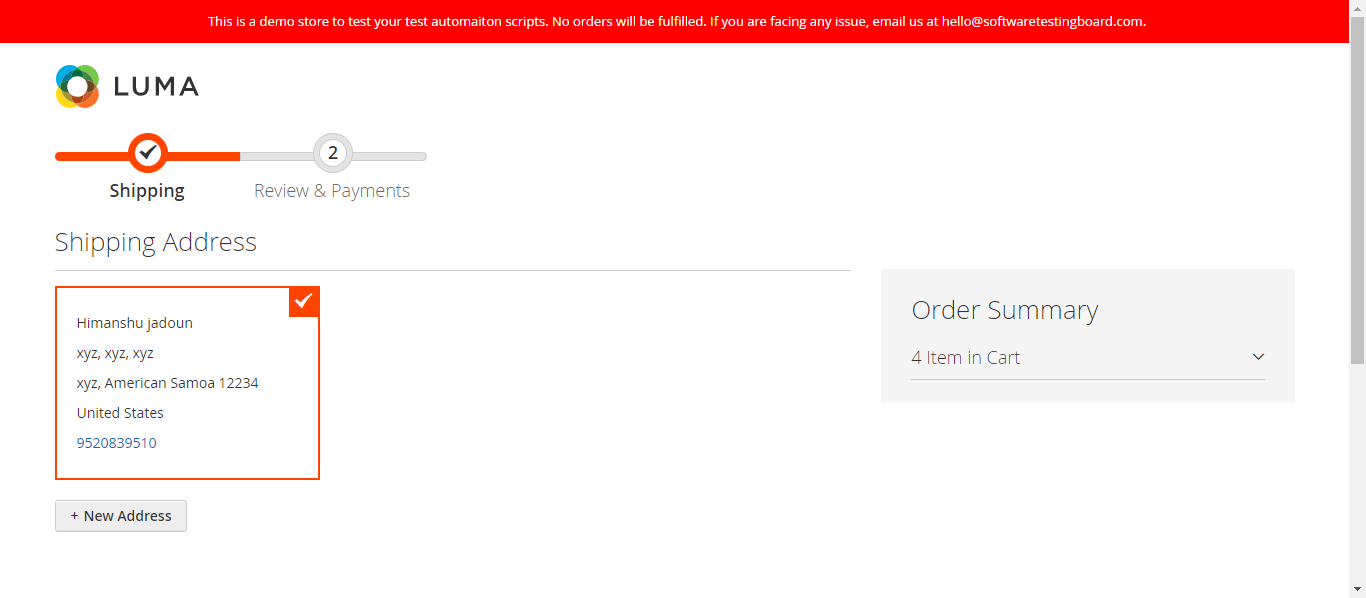 This is a demo store to test your test automaiton scripts. No orders will be fulfilled. If you are facing any issue, email us at hello@softwaretestingboard.com.
LUMA
2
Shipping
Review & Payments
Shipping Address
Himanshu jadoun
xyz, xyz, xyz
xyz, American Samoa 12234
United States
9520839510
+ New Address
Order Summary
4 Item in Cart